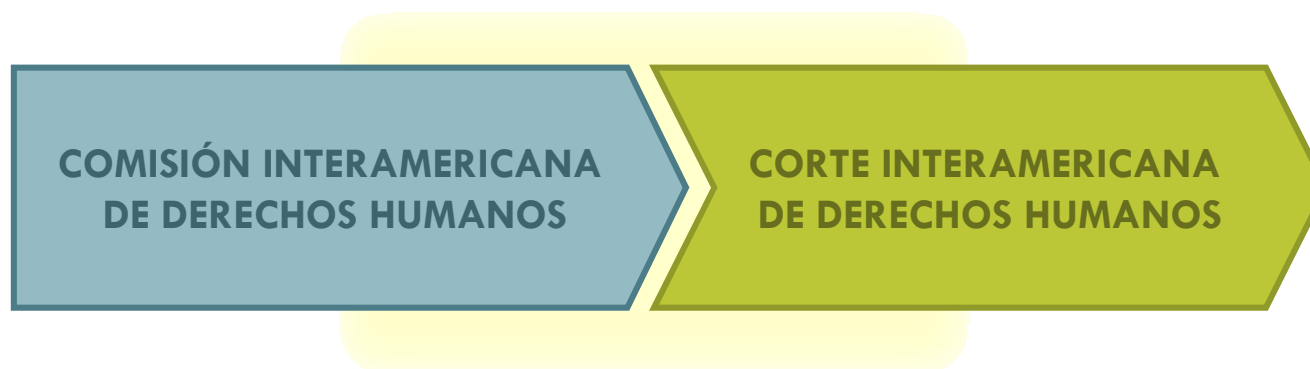 COMISIÓN INTERAMERICANA
DE DERECHOS HUMANOS
CORTE INTERAMERICANA
DE DERECHOS HUMANOS